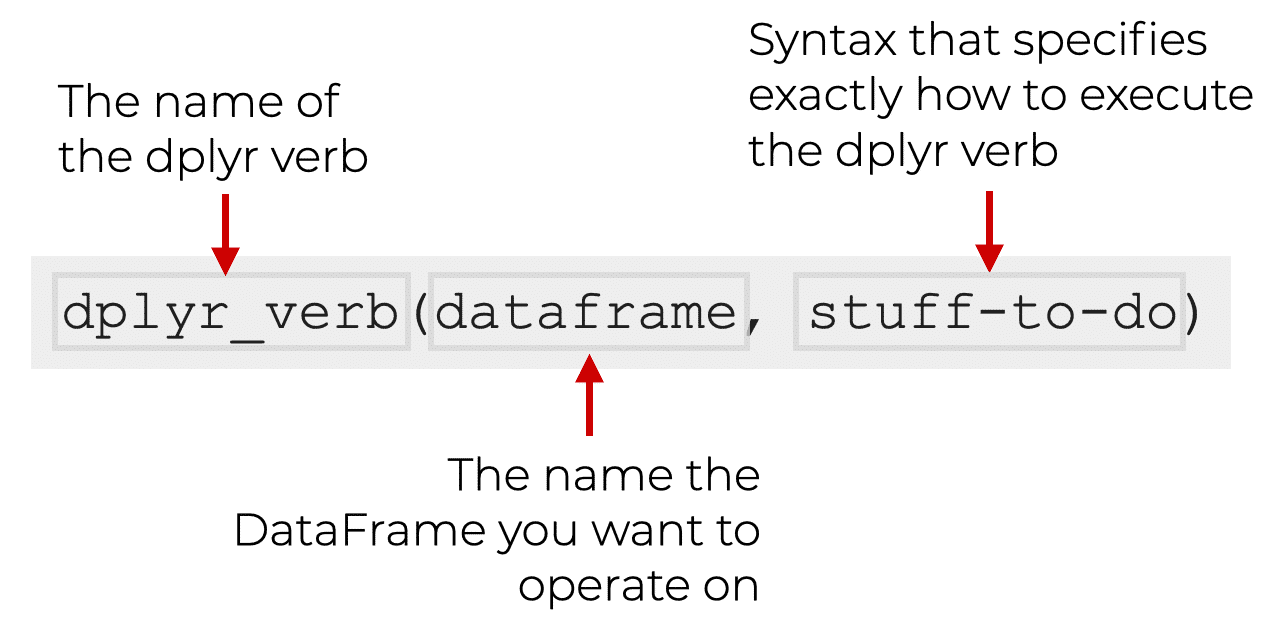 The name of
the dplyr verb
Syntax that specifies
exactly how to execute
the dplyr verb
dplyr_verb(dataframe, stuff-to-do)
The name the
DataFrame you want to
operate on